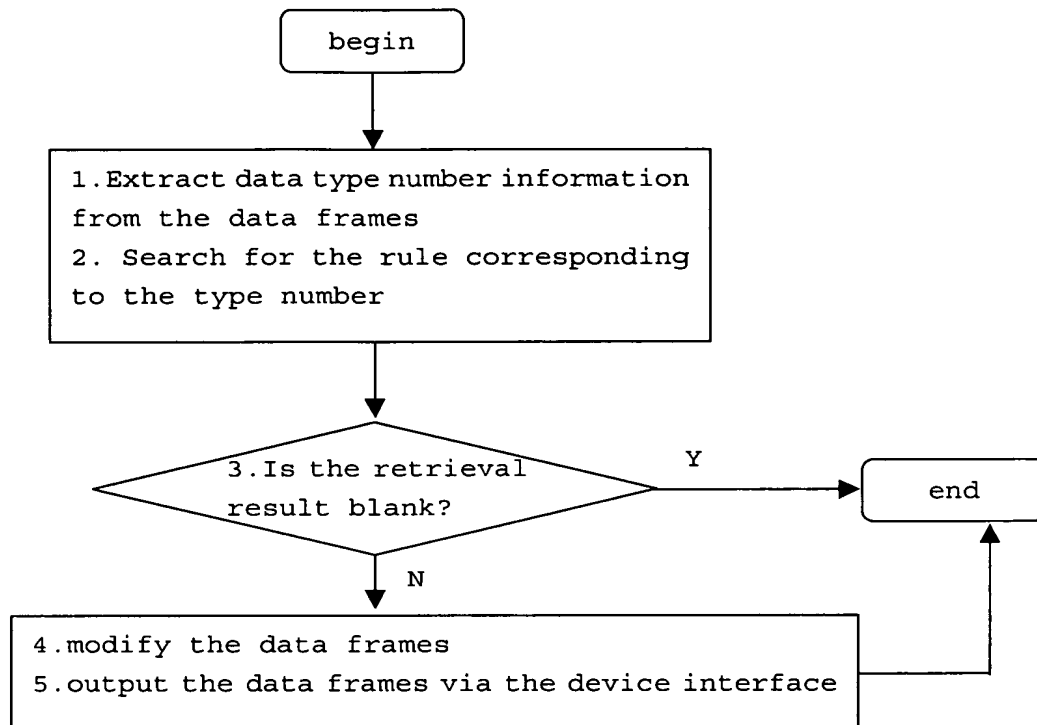 begin
1.Extract data type number information
from the data frames
2. Search for the rule corresponding
to the type number
3.Is the retrieval
result blank?
Y
end
N
4.modify the data frames
5.output the data frames via the device interface